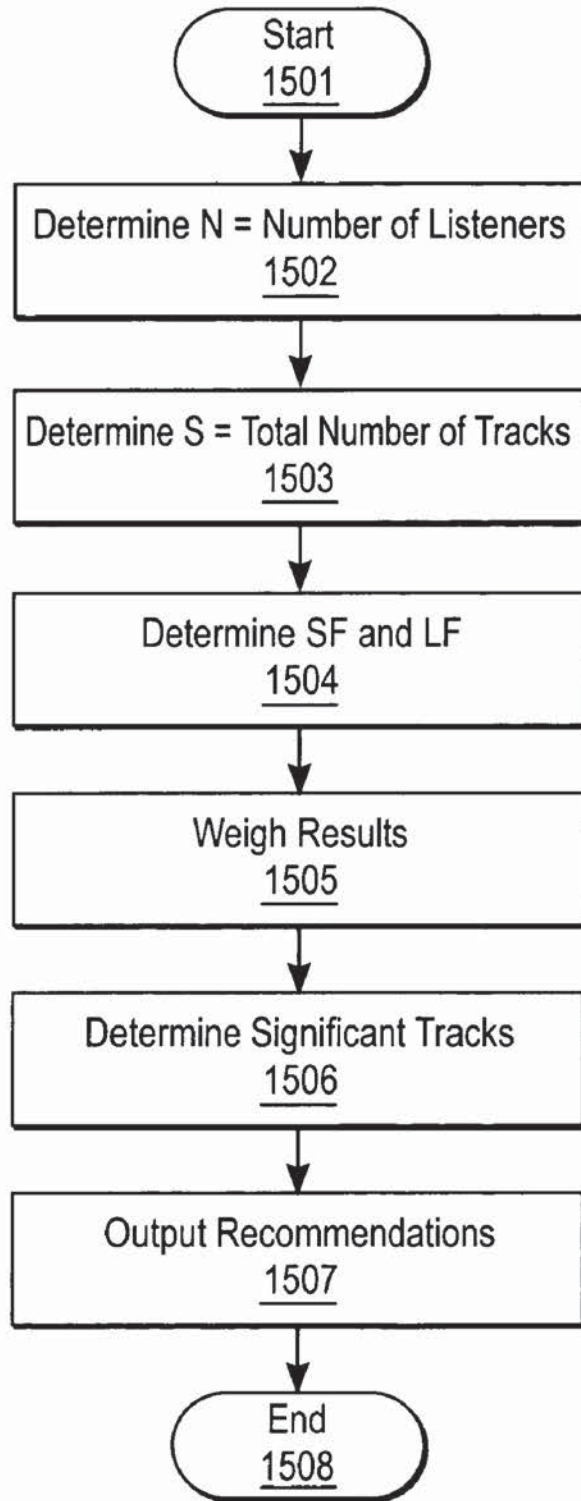 Start
1501
Determine N = Number of Listeners
1502
Determine S = Total Number of Tracks
1503
Determine SF and LF
1504
Weigh Results
1505
Determine Significant Tracks
1506
Output Recommendations
1507
End
1508